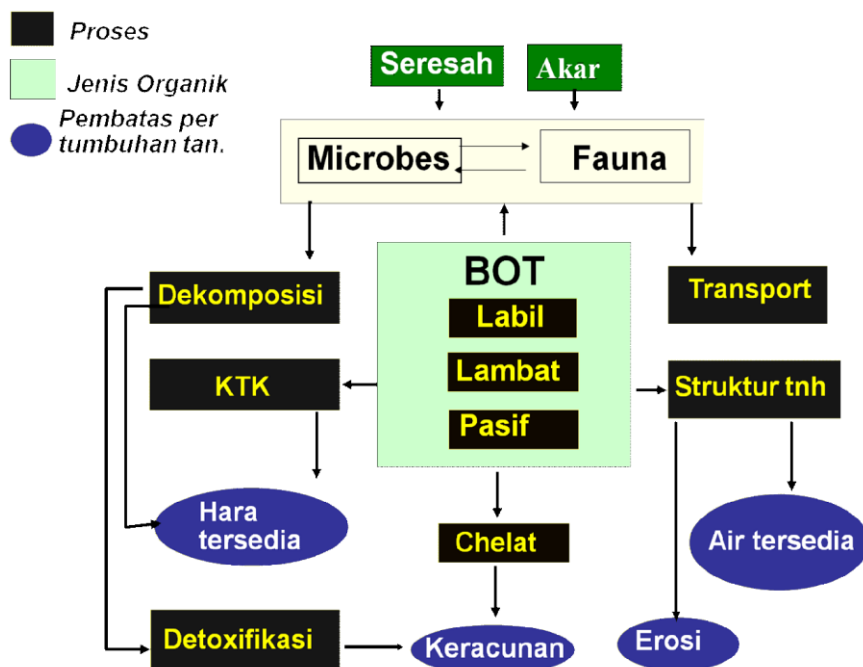 Proses
Jenis Organik
Pembatas per
tumbuhan tan.
Seresah
Akar
Microbes
Fauna
BOT
Labil
Lambat
Pasif
Dekomposisi
Transport
KTK
Struktur tnh
Hara
tersedia
Chelat
Air tersedia
Detoxifikasi
Keracunan
Erosi